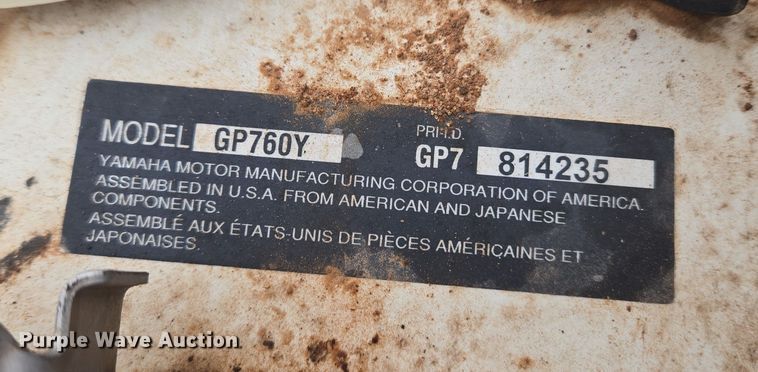 MODEL GP760Y
PRI-I.D.
GP7 814235
YAMAHA MOTOR MANUFACTURING CORPORATION OF AMERICA.
ASSEMBLED IN U.S.A. FROM AMERICAN AND JAPANESE
COMPONENTS.
ASSEMBLÉ AUX ÉTATS-UNIS DE PIÈCES AMÉRICAINES ET
JAPONAISES.
Purple Wave Auction